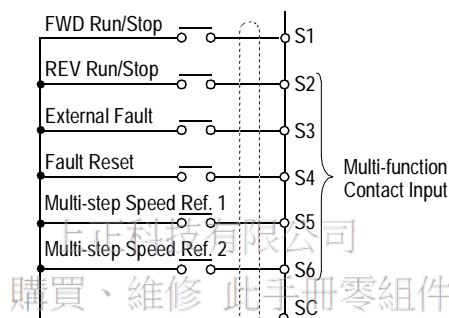 FWD Run/Stop
S1
REV Run/Stop
S2
External Fault
S3
Fault Reset
S4
Multi-function
Contact Input
Multi-step Speed Ref. 1
S5
上正科技有限公司
Multi-step Speed Ref. 2
S6
購買、維修 此手冊零組件
SC